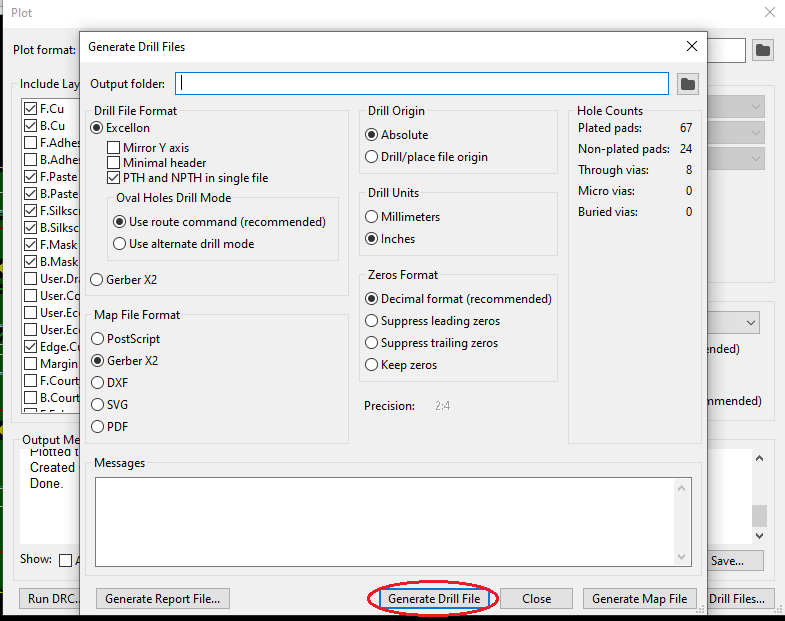 Plot
Plot format:
Include Lay
F.Cu
B.Cu
F.Adhes
B.Adhes
F.Paste
B.Paste
F.Silksc
B.Silksc
F.Mask
B.Mask
User.Dra
User.Co
User.Ec
User.Ec
Edge.Cu
Margin
F.Court
B.Court
Output Me
Plotted t
Created
Done.
Show:
Run DRC..
Generate Drill Files
Output folder:
Drill File Format
Excellon
Mirror Y axis
Minimal header
PTH and NPTH in single file
Oval Holes Drill Mode
Use route command (recommended)
Use alternate drill mode
Gerber X2
Map File Format
PostScript
Gerber X2
DXF
SVG
PDF
Drill Origin
Absolute
Drill/place file origin
Drill Units
Millimeters
Inches
Zeros Format
Decimal format (recommended)
Suppress leading zeros
Suppress trailing zeros
Keep zeros
Precision: 2:4
Hole Counts
Plated pads: 67
Non-plated pads: 24
Through vias: 8
Micro vias: 0
Buried vias: 0
Messages
Generate Report File...
Generate Drill File
Close
Generate Map File
nded)
mmended)
Save...
Drill Files...